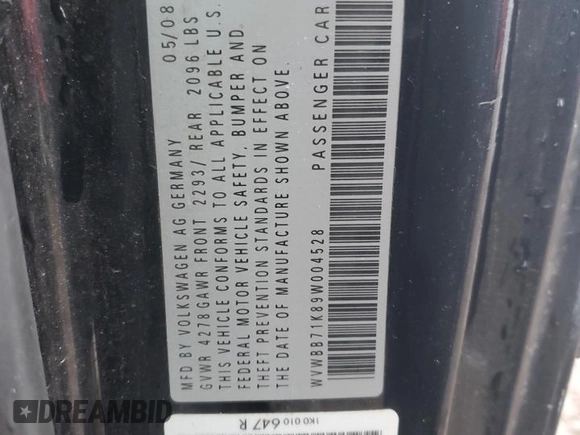 MFD BY VOLKSWAGEN AG GERMANY 05/08
GVWR 4278 GAWR FRONT 2293/ REAR 2096 LBS
THIS VEHICLE CONFORMS TO ALL APPLICABLE U.S.
FEDERAL MOTOR VEHICLE SAFETY, BUMPER AND
THEFT PREVENTION STANDARDS IN EFFECT ON
THE DATE OF MANUFACTURE SHOWN ABOVE.
WVWBB71K89W004528 PASSENGER CAR
1K0 010 647 R
DREAMBID